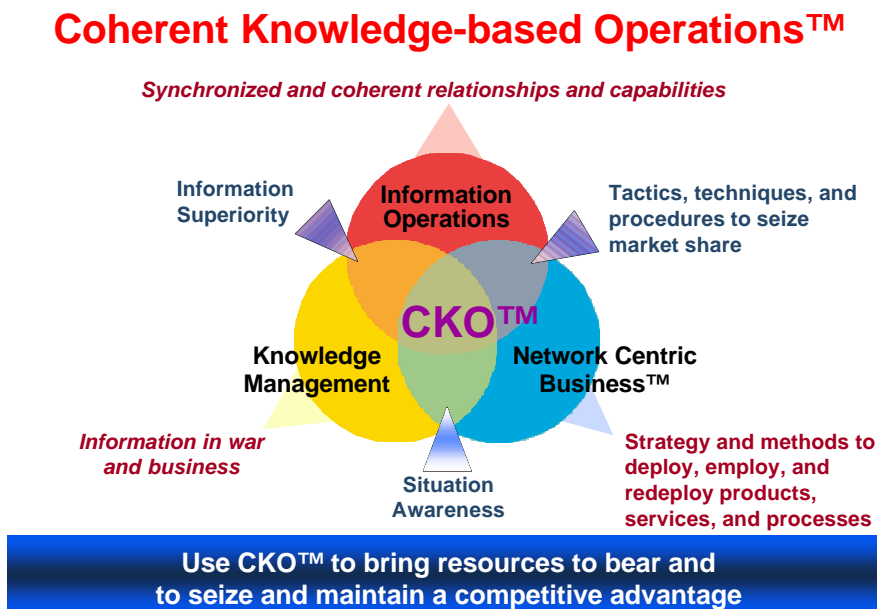 Coherent Knowledge-based Operations™
Synchronized and coherent relationships and capabilities
Information
Superiority
Information
Operations
Tactics, techniques, and
procedures to seize
market share
CKO™
Knowledge
Management
Network Centric
Business™
Information in war
and business
Situation
Awareness
Strategy and methods to
deploy, employ, and
redeploy products,
services, and processes
Use CKO™ to bring resources to bear and
to seize and maintain a competitive advantage